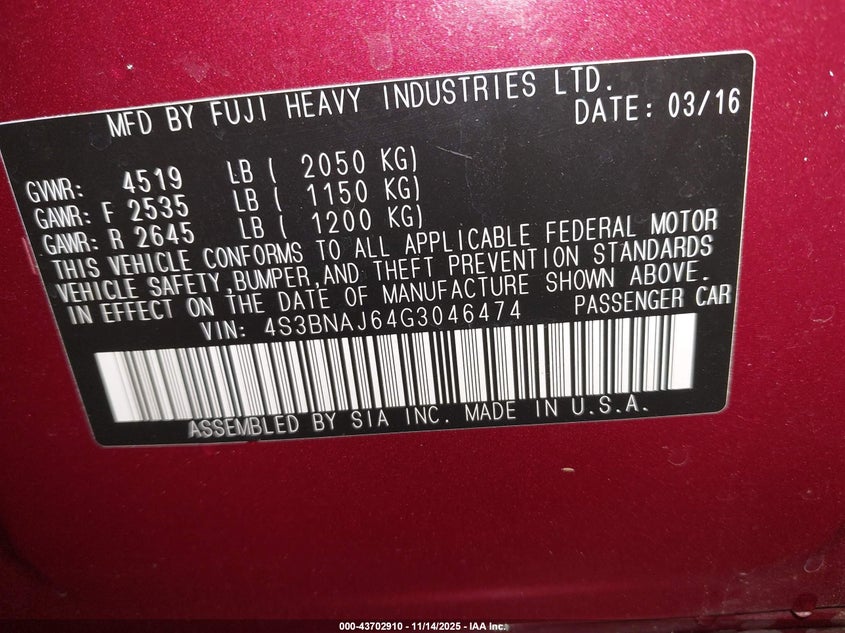 MFD BY FUJI HEAVY INDUSTRIES LTD.
DATE: 03/16
GVWR: 4519 LB ( 2050 KG)
GAWR: F 2535 LB ( 1150 KG)
GAWR: R 2645 LB ( 1200 KG)
THIS VEHICLE CONFORMS TO ALL APPLICABLE FEDERAL MOTOR
VEHICLE SAFETY,BUMPER,AND THEFT PREVENTION STANDARDS
IN EFFECT ON THE DATE OF MANUFACTURE SHOWN ABOVE.
VIN: 4S3BNAJ64G3046474 PASSENGER CAR
ASSEMBLED BY SIA INC. MADE IN U.S.A.
000-43702910 - 11/14/2025 - IAA Inc.